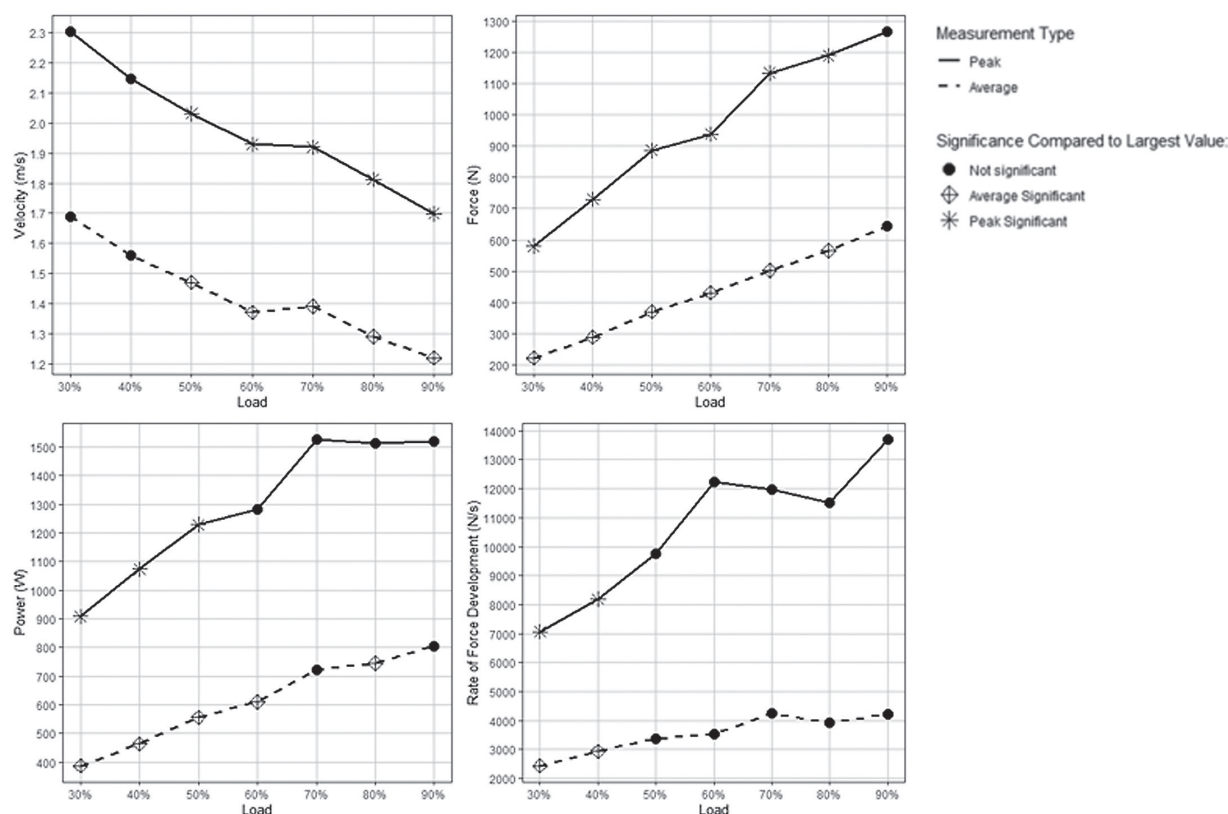 Velocity (m/s)
2.3
2.2
2.1
2.0
1.9
1.8
1.7
1.6
1.5
1.4
1.3
1.2
30% 40% 50% 60% 70% 80% 90%
Load
Force (N)
1300
1200
1100
1000
900
800
700
600
500
400
300
200
30% 40% 50% 60% 70% 80% 90%
Load
Measurement Type
Peak
Average
Significance Compared to Largest Value:
Not significant
Average Significant
Peak Significant
Power (W)
1500
1400
1300
1200
1100
1000
900
800
700
600
500
400
30% 40% 50% 60% 70% 80% 90%
Load
Rate of Force Development (N/s)
14000
13000
12000
11000
10000
9000
8000
7000
6000
5000
4000
3000
2000
30% 40% 50% 60% 70% 80% 90%
Load